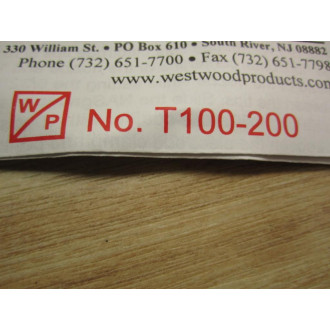 330 William St. • PO Box 610 • South River, NJ 08882
Phone (732) 651-7700 • Fax (732) 651-7798
www.westwoodproducts.com
W/P No. T100-200